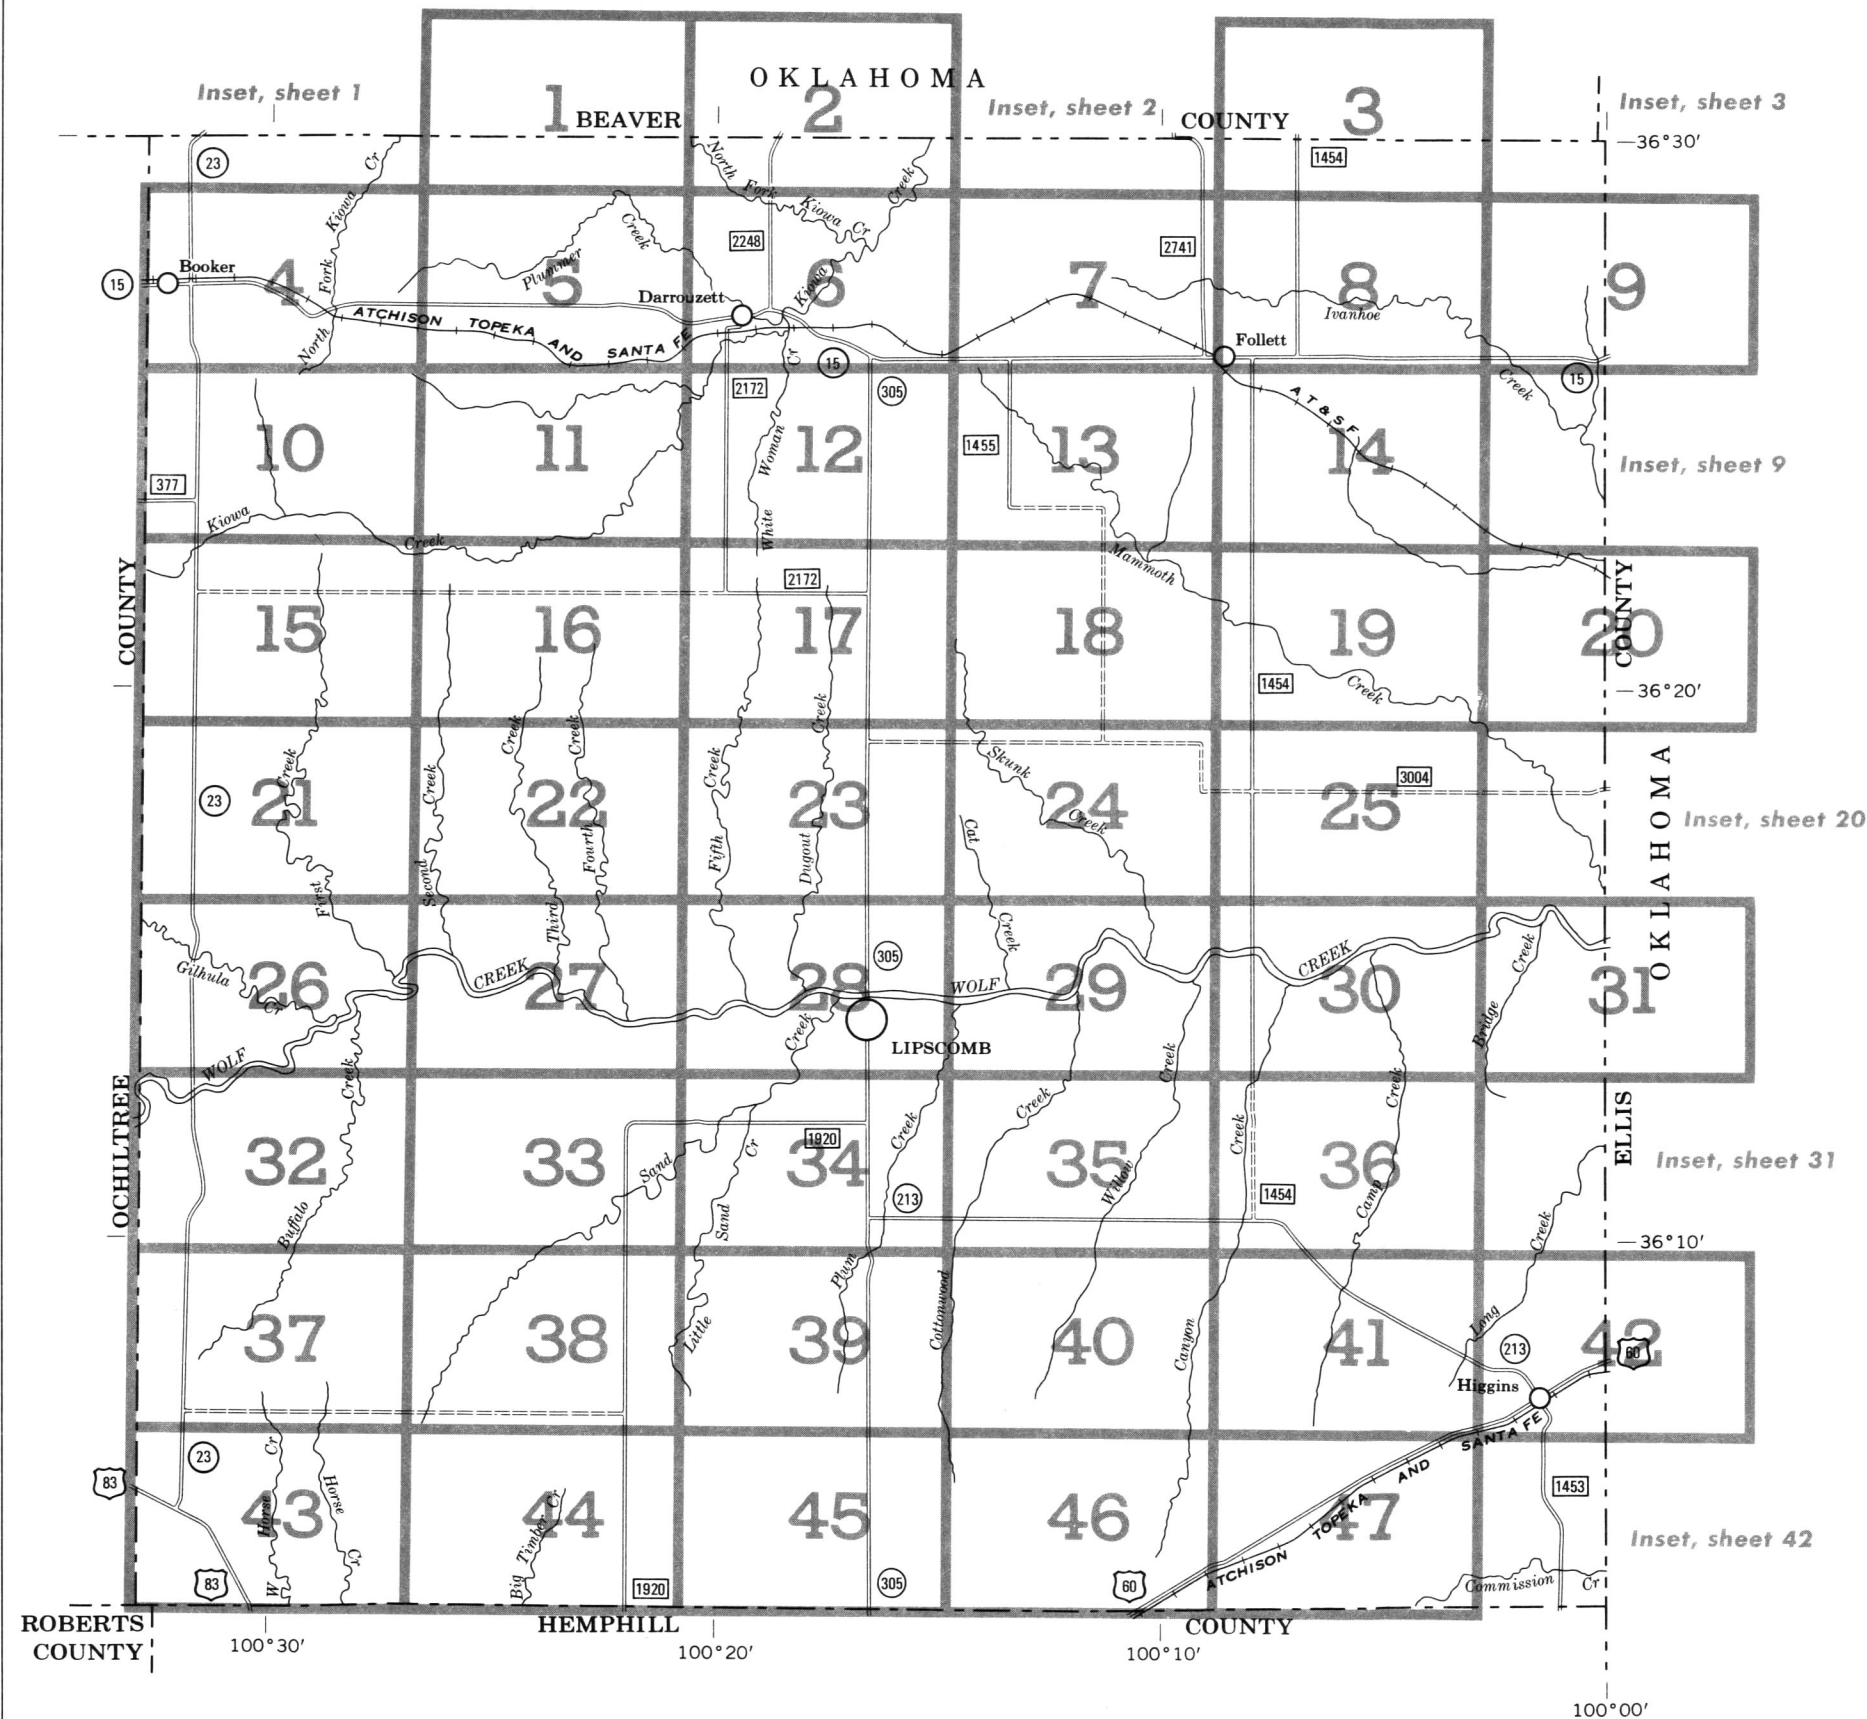 OKLAHOMA
Inset, sheet 1
1
2
Inset, sheet 2
3
Inset, sheet 3
BEAVER
COUNTY
36°30'
23
North Fork Kiowa Cr
North Fork Kiowa Cr
Kiowa Creek
1454
2248
2741
15
Booker
4
Plummer Creek
5
Darrouzett
6
7
8
9
Ivanhoe Creek
ATCHISON TOPEKA AND SANTA FE
Follett
15
15
2172
305
AT&SF
10
11
12
1455
13
14
Inset, sheet 9
377
Kiowa Creek
White Woman Cr
Mammoth Creek
2172
COUNTY
COUNTY
15
16
17
18
19
20
1454
36°20'
First Creek
Second Creek
Third Creek
Fourth Creek
Fifth Creek
Dugout Creek
Skunk Creek
Cat Creek
3004
23
21
22
23
24
25
OKLAHOMA
Inset, sheet 20
305
Gilhula Cr
26
27
28
29
30
31
WOLF
CREEK
WOLF
CREEK
LIPSCOMB
Bridge Creek
OCHILTREE
ELLIS
Buffalo Creek
32
33
34
35
36
Inset, sheet 31
Sand Creek
Little Sand Cr
1920
213
Plum Creek
Cottonwood Creek
Willow Creek
Canyon Creek
Camp Creek
1454
Long Creek
36°10'
37
38
39
40
41
42
213
60
Higgins
23
83
W Horse Cr
Horse Cr
Big Timber Cr
43
44
45
46
47
ATCHISON TOPEKA AND SANTA FE
1453
Inset, sheet 42
83
1920
305
60
Commission Cr
ROBERTS
COUNTY
HEMPHILL
COUNTY
100°30'
100°20'
100°10'
100°00'